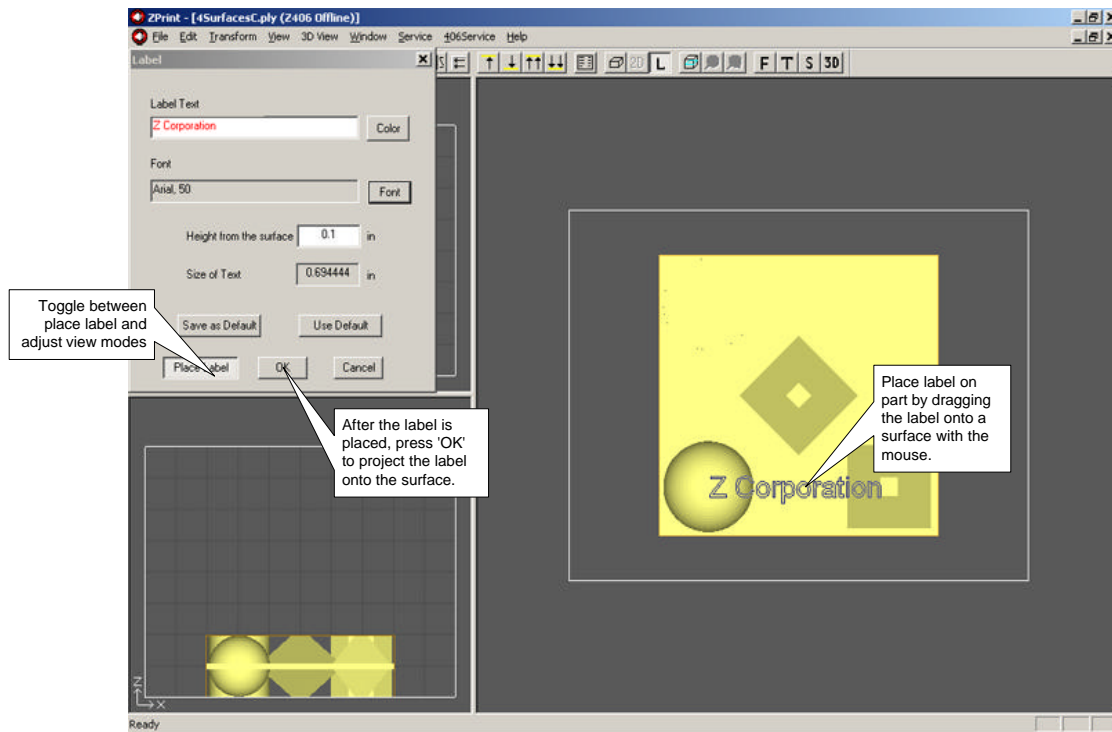 ZPrint - [4SurfacesC.ply (Z406 Offline)]
File Edit Transform View 3D View Window Service 406Service Help
Label
L F T S 3D
Label Text
Z Corporation
Color
Font
Arial, 50
Font
Height from the surface 0.1 in
Size of Text 0.694444 in
Save as Default Use Default
Place Label OK Cancel
Toggle between
place label and
adjust view modes
After the label is
placed, press 'OK'
to project the label
onto the surface.
Place label on
part by dragging
the label onto a
surface with the
mouse.
Z Corporation
Z
X
Ready